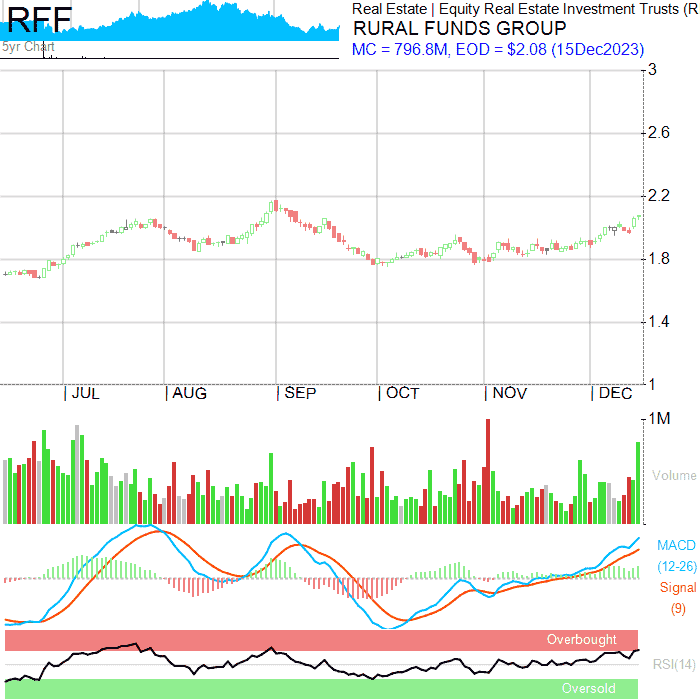 RFF
5yr Chart
Real Estate | Equity Real Estate Investment Trusts (R
RURAL FUNDS GROUP
MC = 796.8M, EOD = $2.08 (15Dec2023)
3
2.6
2.2
1.8
1.4
1
| JUL | AUG | SEP | OCT | NOV | DEC
1M
Volume
MACD
(12-26)
Signal
(9)
Overbought
RSI(14)
Oversold